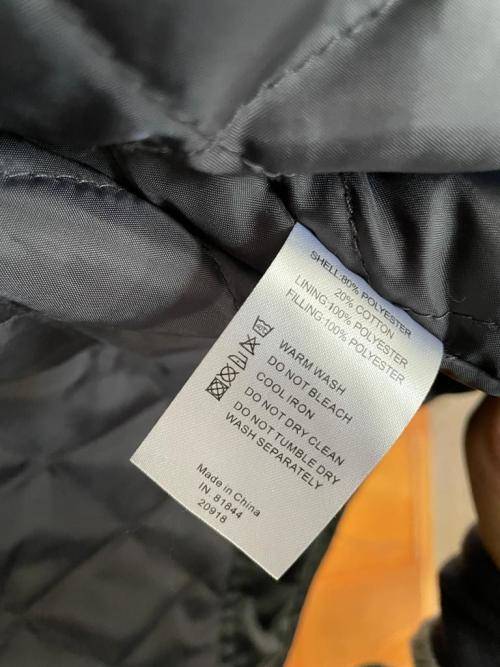 SHELL:80% POLYESTER
20% COTTON
LINING:100% POLYESTER
FILLING:100% POLYESTER
WARM WASH
DO NOT BLEACH
COOL IRON
DO NOT DRY CLEAN
DO NOT TUMBLE DRY
WASH SEPARATELY
Made in China
IN 81844
20918